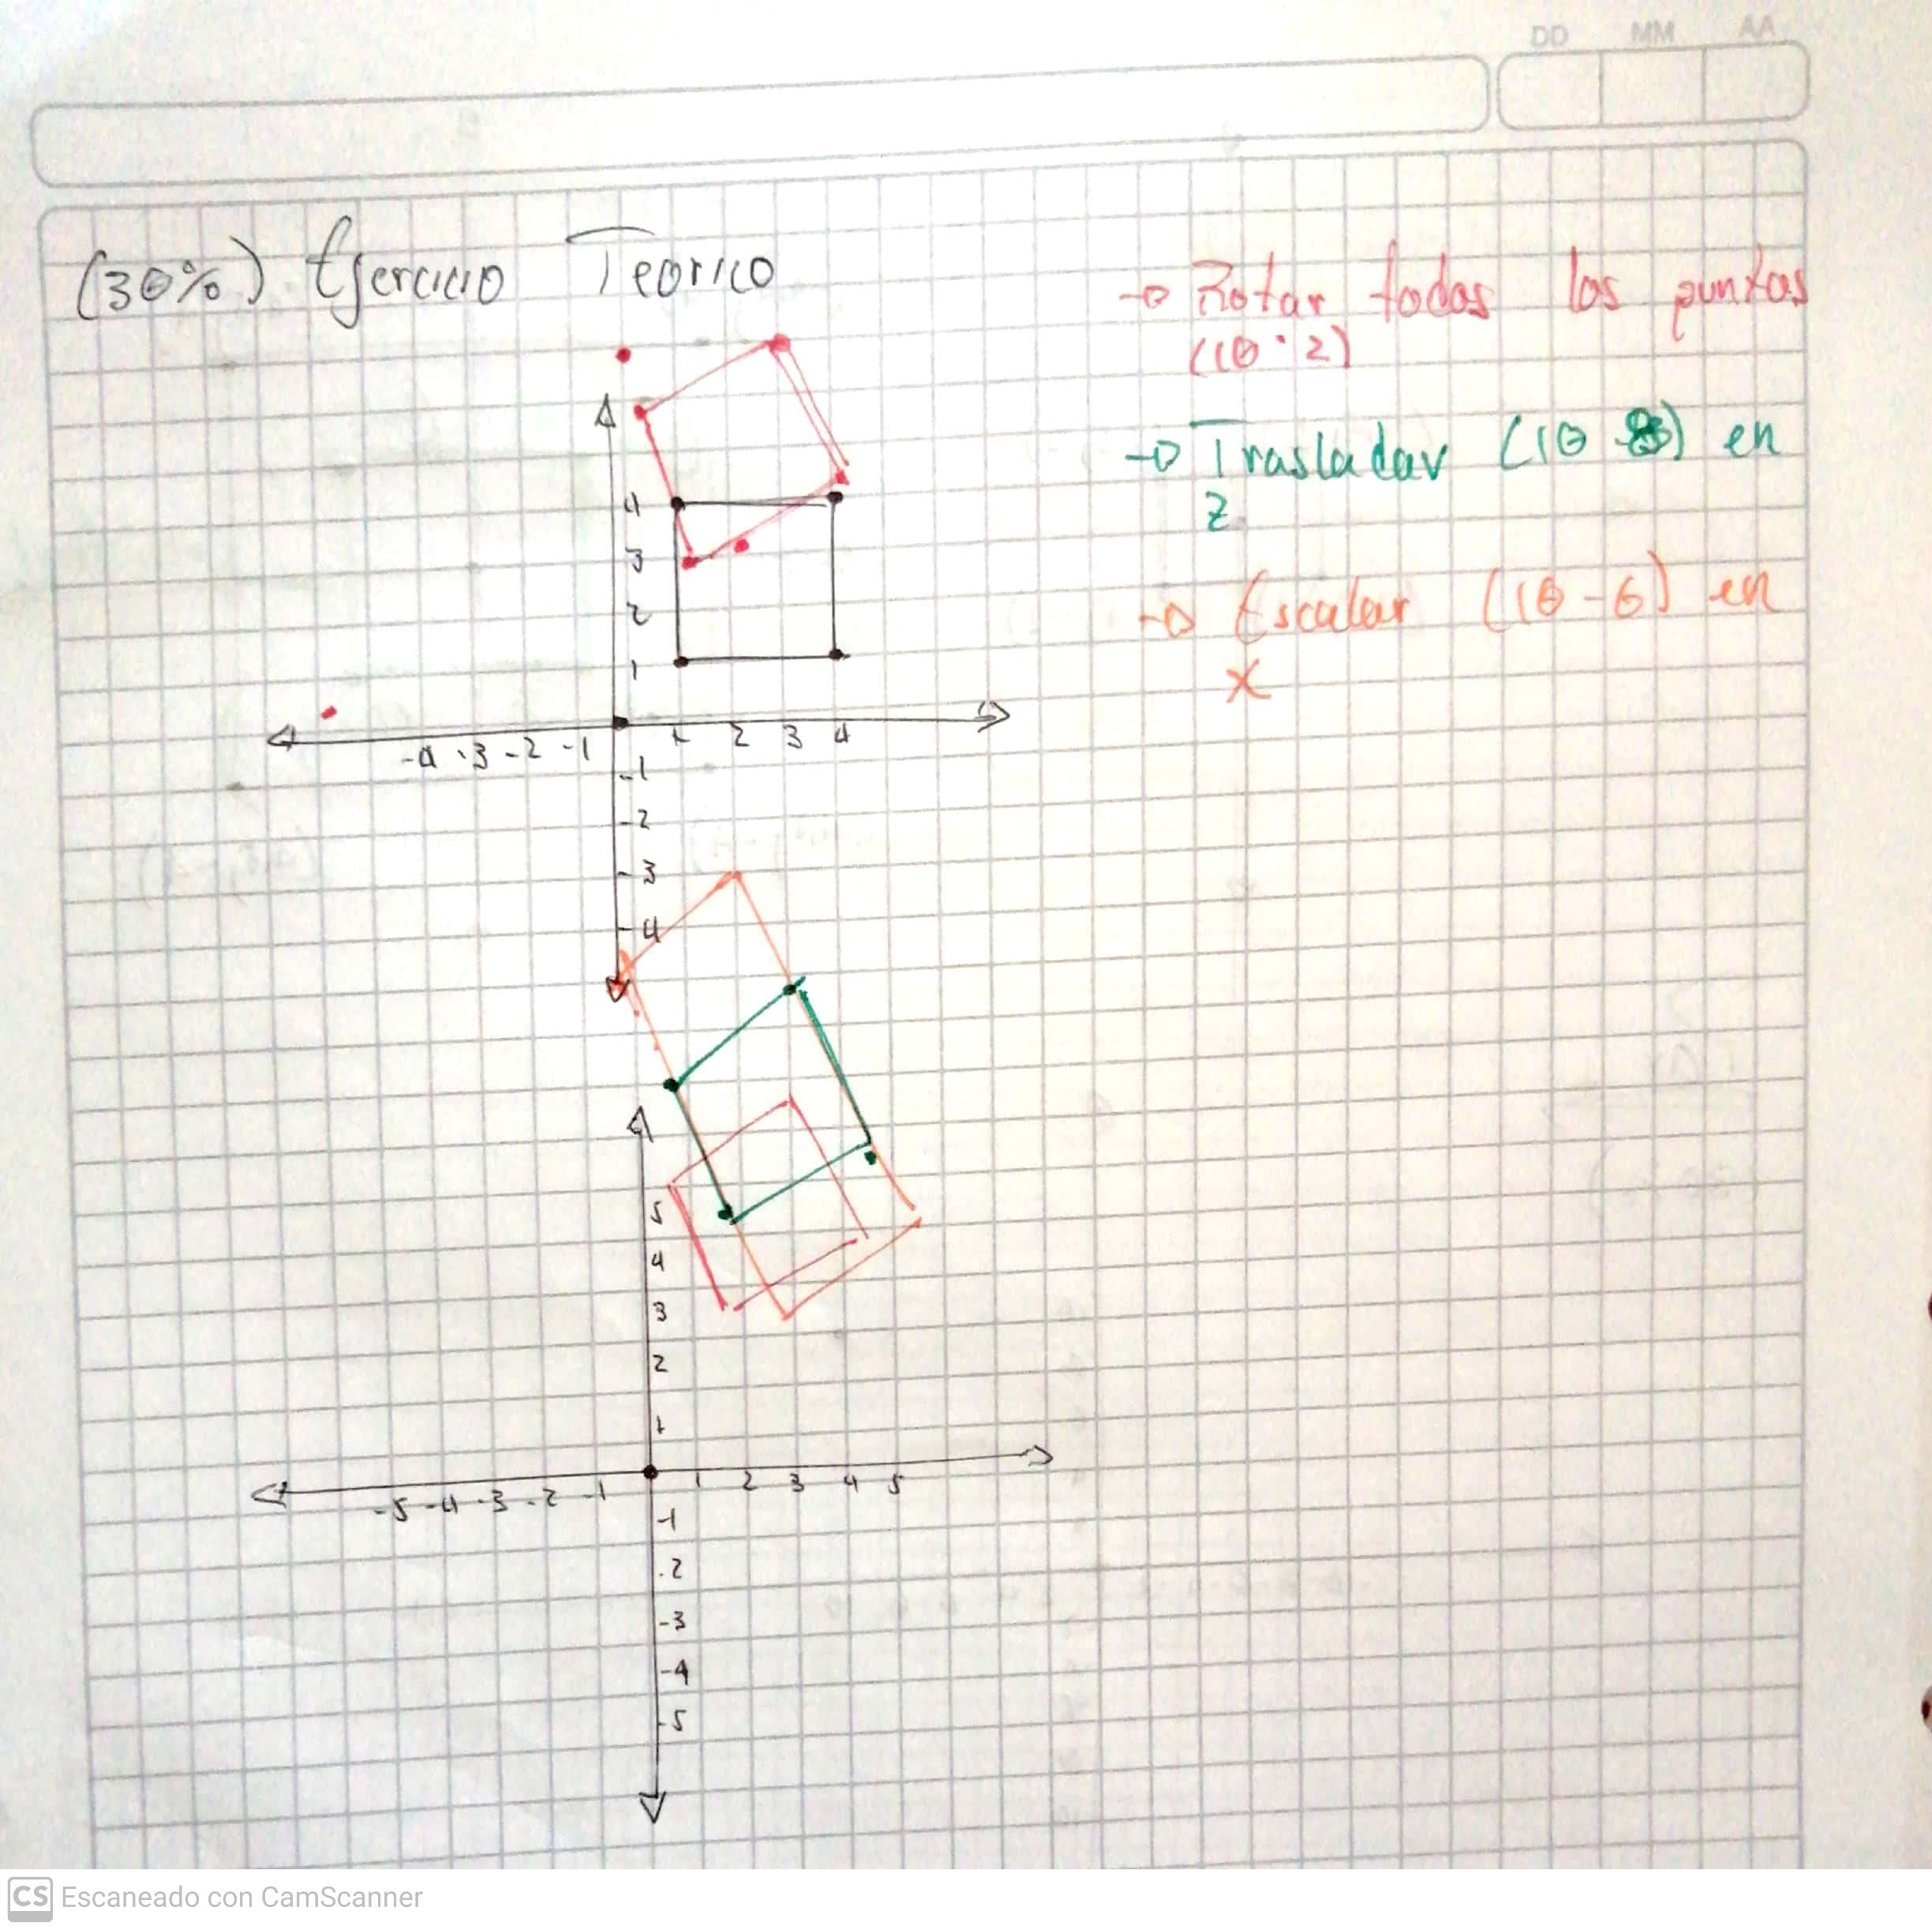 DD MM AA
(30%) Ejercicio Teorico
→ Rotar todos los puntos
(10·2)
→ Trasladar (10 8) en
z
→ Escalar (10-6) en
x
4
3
2
1
-4 -3 -2 -1 1 2 3 4
-1
-2
-3
-4
5
4
3
2
1
-5 -4 -3 -2 -1 1 2 3 4 5
-1
-2
-3
-4
-5
CS Escaneado con CamScanner